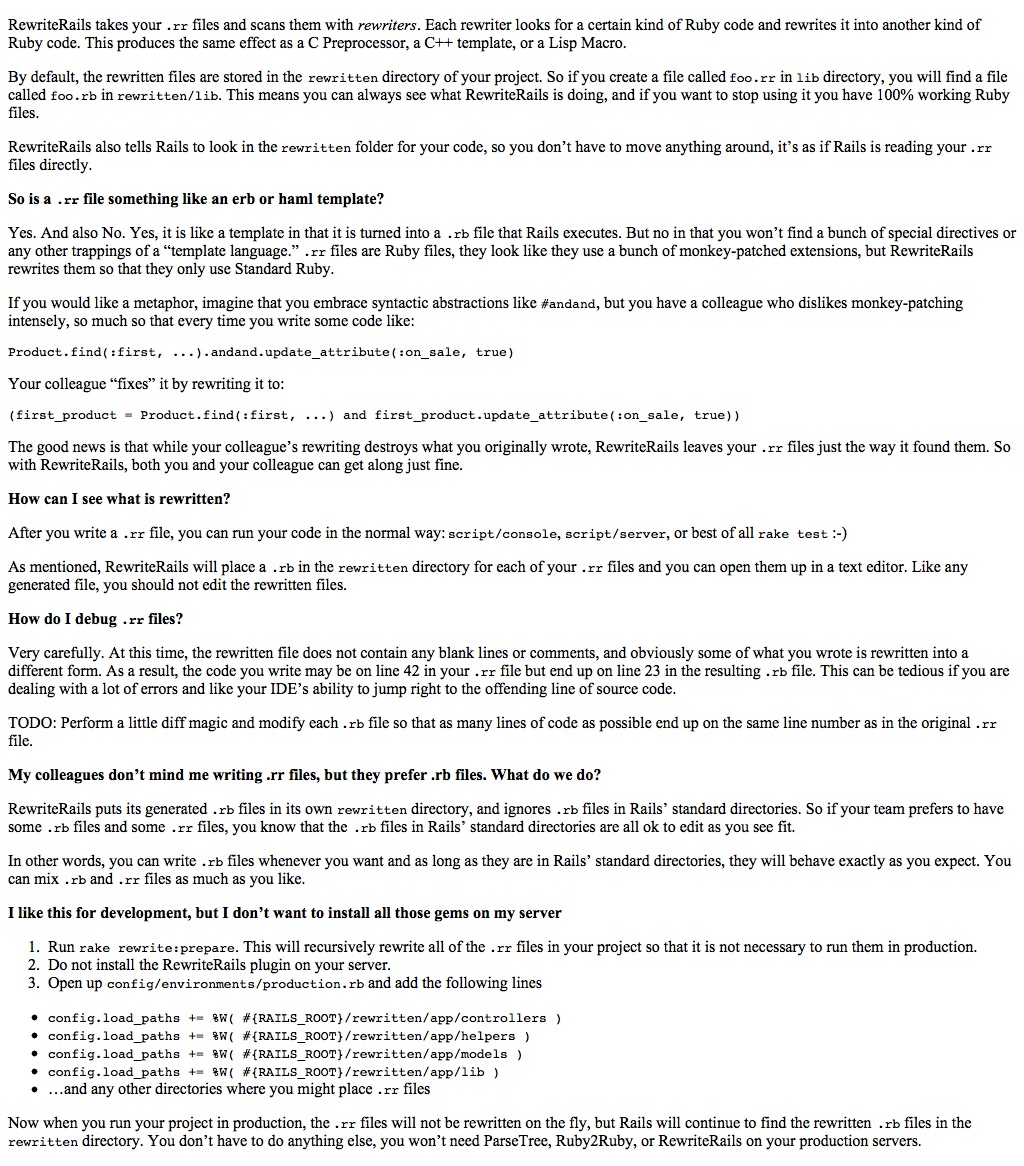 RewriteRails takes your .rr files and scans them with rewriters. Each rewriter looks for a certain kind of Ruby code and rewrites it into another kind of
Ruby code. This produces the same effect as a C Preprocessor, a C++ template, or a Lisp Macro.
By default, the rewritten files are stored in the rewritten directory of your project. So if you create a file called foo.rr in lib directory, you will find a file
called foo.rb in rewritten/lib. This means you can always see what RewriteRails is doing, and if you want to stop using it you have 100% working Ruby
files.
RewriteRails also tells Rails to look in the rewritten folder for your code, so you don’t have to move anything around, it’s as if Rails is reading your .rr
files directly.
So is a .rr file something like an erb or haml template?
Yes. And also No. Yes, it is like a template in that it is turned into a .rb file that Rails executes. But no in that you won’t find a bunch of special directives or
any other trappings of a “template language.” .rr files are Ruby files, they look like they use a bunch of monkey-patched extensions, but RewriteRails
rewrites them so that they only use Standard Ruby.
If you would like a metaphor, imagine that you embrace syntactic abstractions like #andand, but you have a colleague who dislikes monkey-patching
intensely, so much so that every time you write some code like:
Product.find(:first, ...).andand.update_attribute(:on_sale, true)
Your colleague “fixes” it by rewriting it to:
(first_product = Product.find(:first, ...) and first_product.update_attribute(:on_sale, true))
The good news is that while your colleague’s rewriting destroys what you originally wrote, RewriteRails leaves your .rr files just the way it found them. So
with RewriteRails, both you and your colleague can get along just fine.
How can I see what is rewritten?
After you write a .rr file, you can run your code in the normal way: script/console, script/server, or best of all rake test :-)
As mentioned, RewriteRails will place a .rb in the rewritten directory for each of your .rr files and you can open them up in a text editor. Like any
generated file, you should not edit the rewritten files.
How do I debug .rr files?
Very carefully. At this time, the rewritten file does not contain any blank lines or comments, and obviously some of what you wrote is rewritten into a
different form. As a result, the code you write may be on line 42 in your .rr file but end up on line 23 in the resulting .rb file. This can be tedious if you are
dealing with a lot of errors and like your IDE’s ability to jump right to the offending line of source code.
TODO: Perform a little diff magic and modify each .rb file so that as many lines of code as possible end up on the same line number as in the original .rr
file.
My colleagues don’t mind me writing .rr files, but they prefer .rb files. What do we do?
RewriteRails puts its generated .rb files in its own rewritten directory, and ignores .rb files in Rails’ standard directories. So if your team prefers to have
some .rb files and some .rr files, you know that the .rb files in Rails’ standard directories are all ok to edit as you see fit.
In other words, you can write .rb files whenever you want and as long as they are in Rails’ standard directories, they will behave exactly as you expect. You
can mix .rb and .rr files as much as you like.
I like this for development, but I don’t want to install all those gems on my server
1. Run rake rewrite:prepare. This will recursively rewrite all of the .rr files in your project so that it is not necessary to run them in production.
2. Do not install the RewriteRails plugin on your server.
3. Open up config/environments/production.rb and add the following lines
• config.load_paths += %W( #{RAILS_ROOT}/rewritten/app/controllers )
• config.load_paths += %W( #{RAILS_ROOT}/rewritten/app/helpers )
• config.load_paths += %W( #{RAILS_ROOT}/rewritten/app/models )
• config.load_paths += %W( #{RAILS_ROOT}/rewritten/app/lib )
• ...and any other directories where you might place .rr files
Now when you run your project in production, the .rr files will not be rewritten on the fly, but Rails will continue to find the rewritten .rb files in the
rewritten directory. You don’t have to do anything else, you won’t need ParseTree, Ruby2Ruby, or RewriteRails on your production servers.